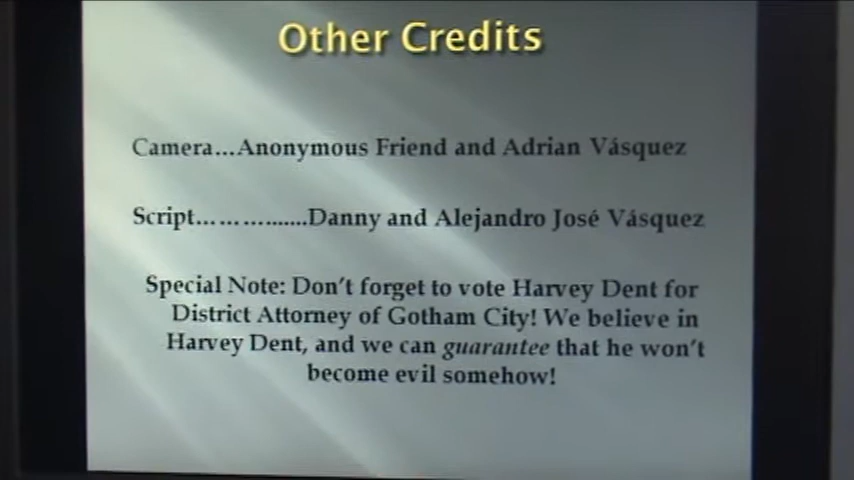 Other Credits
Camera...Anonymous Friend and Adrian Vásquez
Script................Danny and Alejandro José Vásquez
Special Note: Don't forget to vote Harvey Dent for
District Attorney of Gotham City! We believe in
Harvey Dent, and we can guarantee that he won't
become evil somehow!